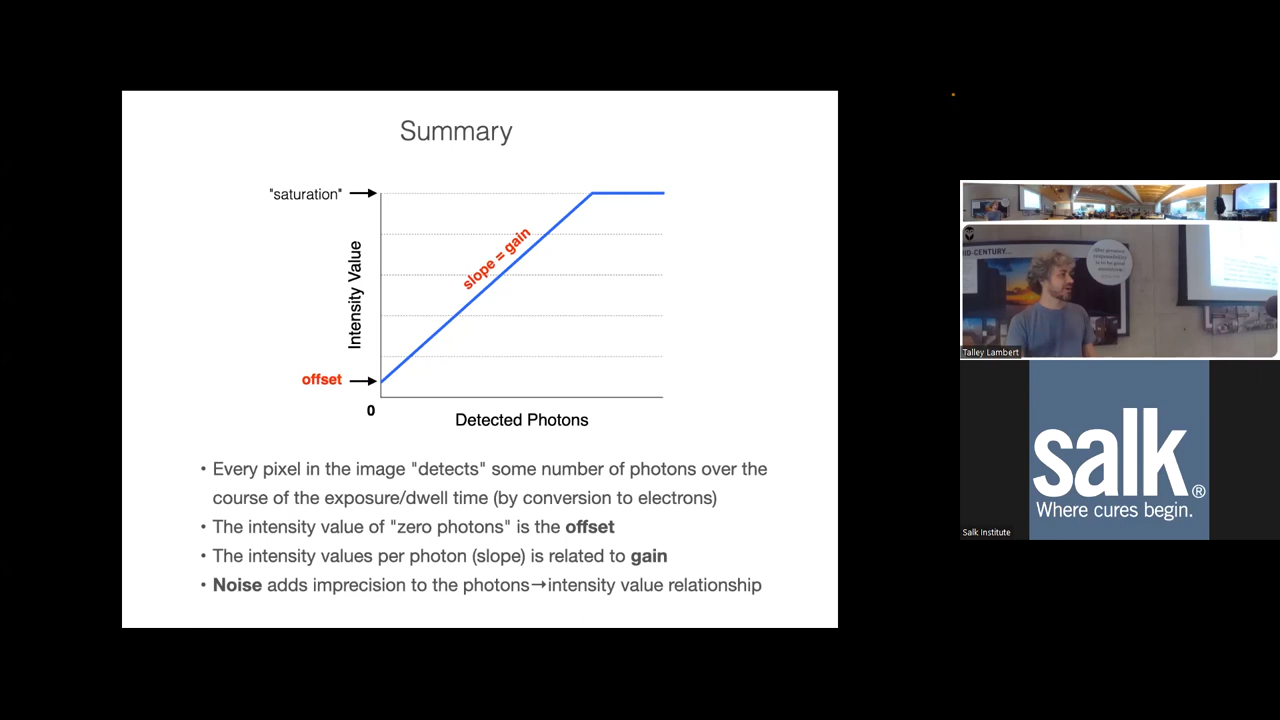 Summary
"saturation"
slope = gain
Intensity Value
offset
0
Detected Photons
• Every pixel in the image "detects" some number of photons over the
course of the exposure/dwell time (by conversion to electrons)
• The intensity value of "zero photons" is the offset
• The intensity values per photon (slope) is related to gain
• Noise adds imprecision to the photons→intensity value relationship
ID-CENTURY...
Talley Lambert
salk®
Where cures begin.
Salk Institute